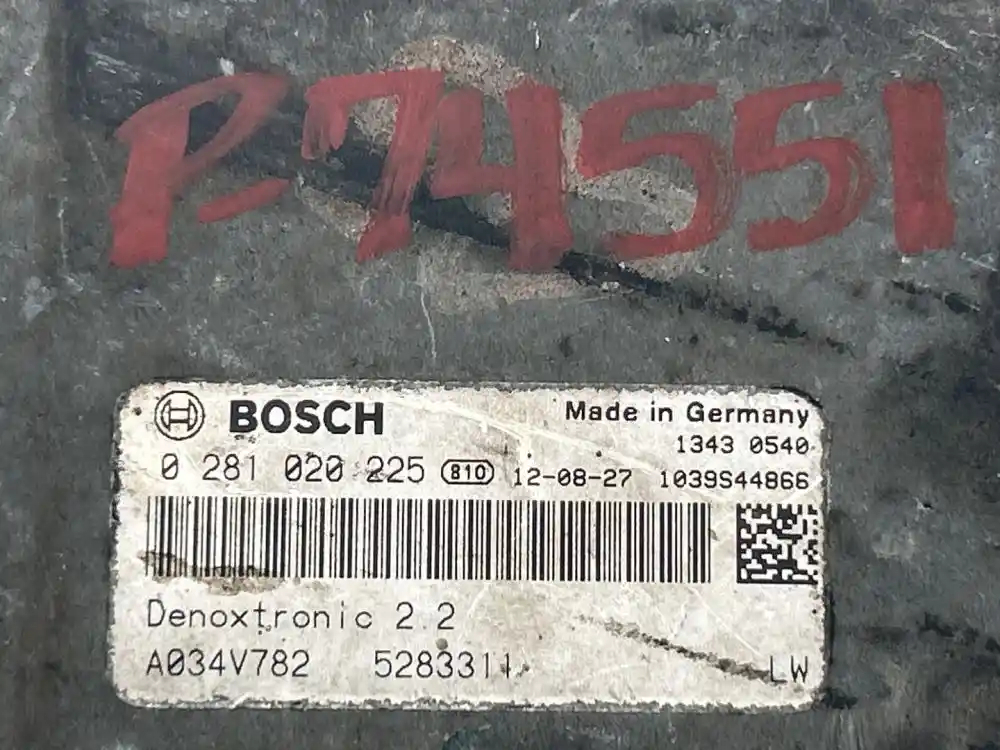 P-74551
BOSCH
Made in Germany
1343 0540
0 281 020 225 810 12-08-27 1039S44866
Denoxtronic 2.2
A034V782 5283311
LW